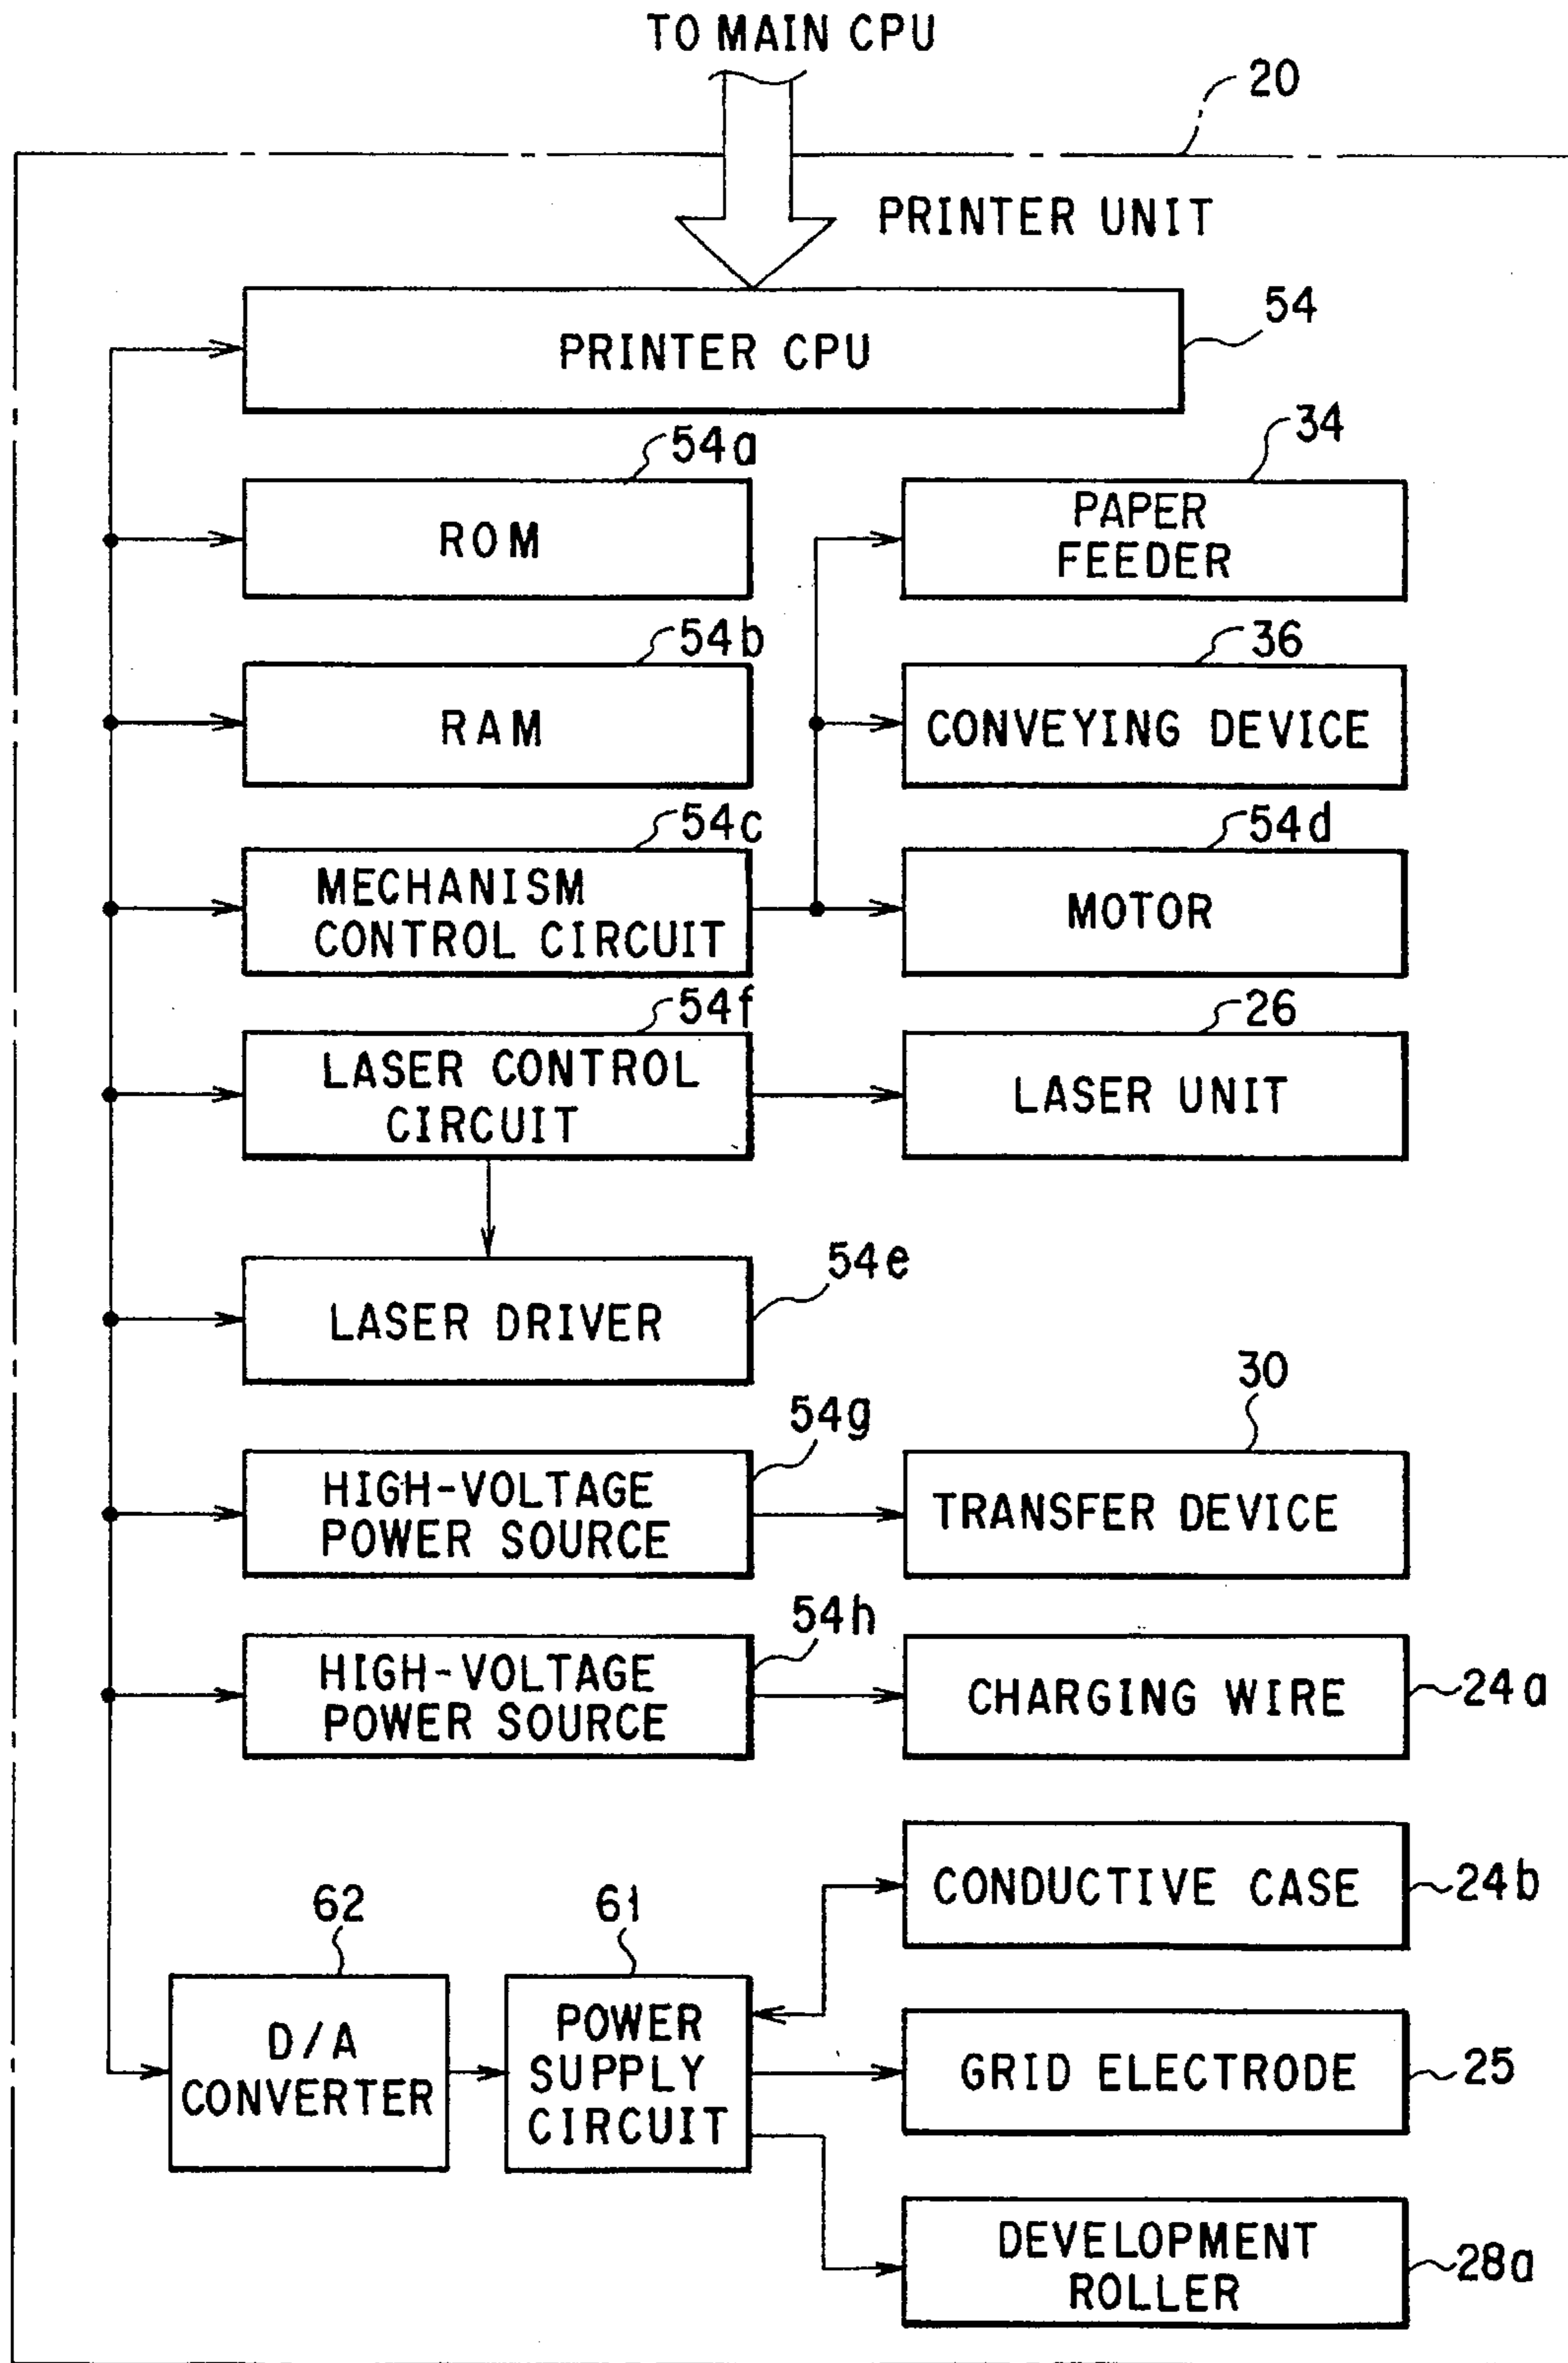 TO MAIN CPU
20
PRINTER UNIT
PRINTER CPU
54
54a
ROM
34
PAPER
FEEDER
54b
RAM
36
CONVEYING DEVICE
54c
MECHANISM
CONTROL CIRCUIT
54d
MOTOR
54f
LASER CONTROL
CIRCUIT
26
LASER UNIT
54e
LASER DRIVER
54g
HIGH-VOLTAGE
POWER SOURCE
30
TRANSFER DEVICE
54h
HIGH-VOLTAGE
POWER SOURCE
CHARGING WIRE
24a
CONDUCTIVE CASE
24b
62
D/A
CONVERTER
61
POWER
SUPPLY
CIRCUIT
GRID ELECTRODE
25
DEVELOPMENT
ROLLER
28a